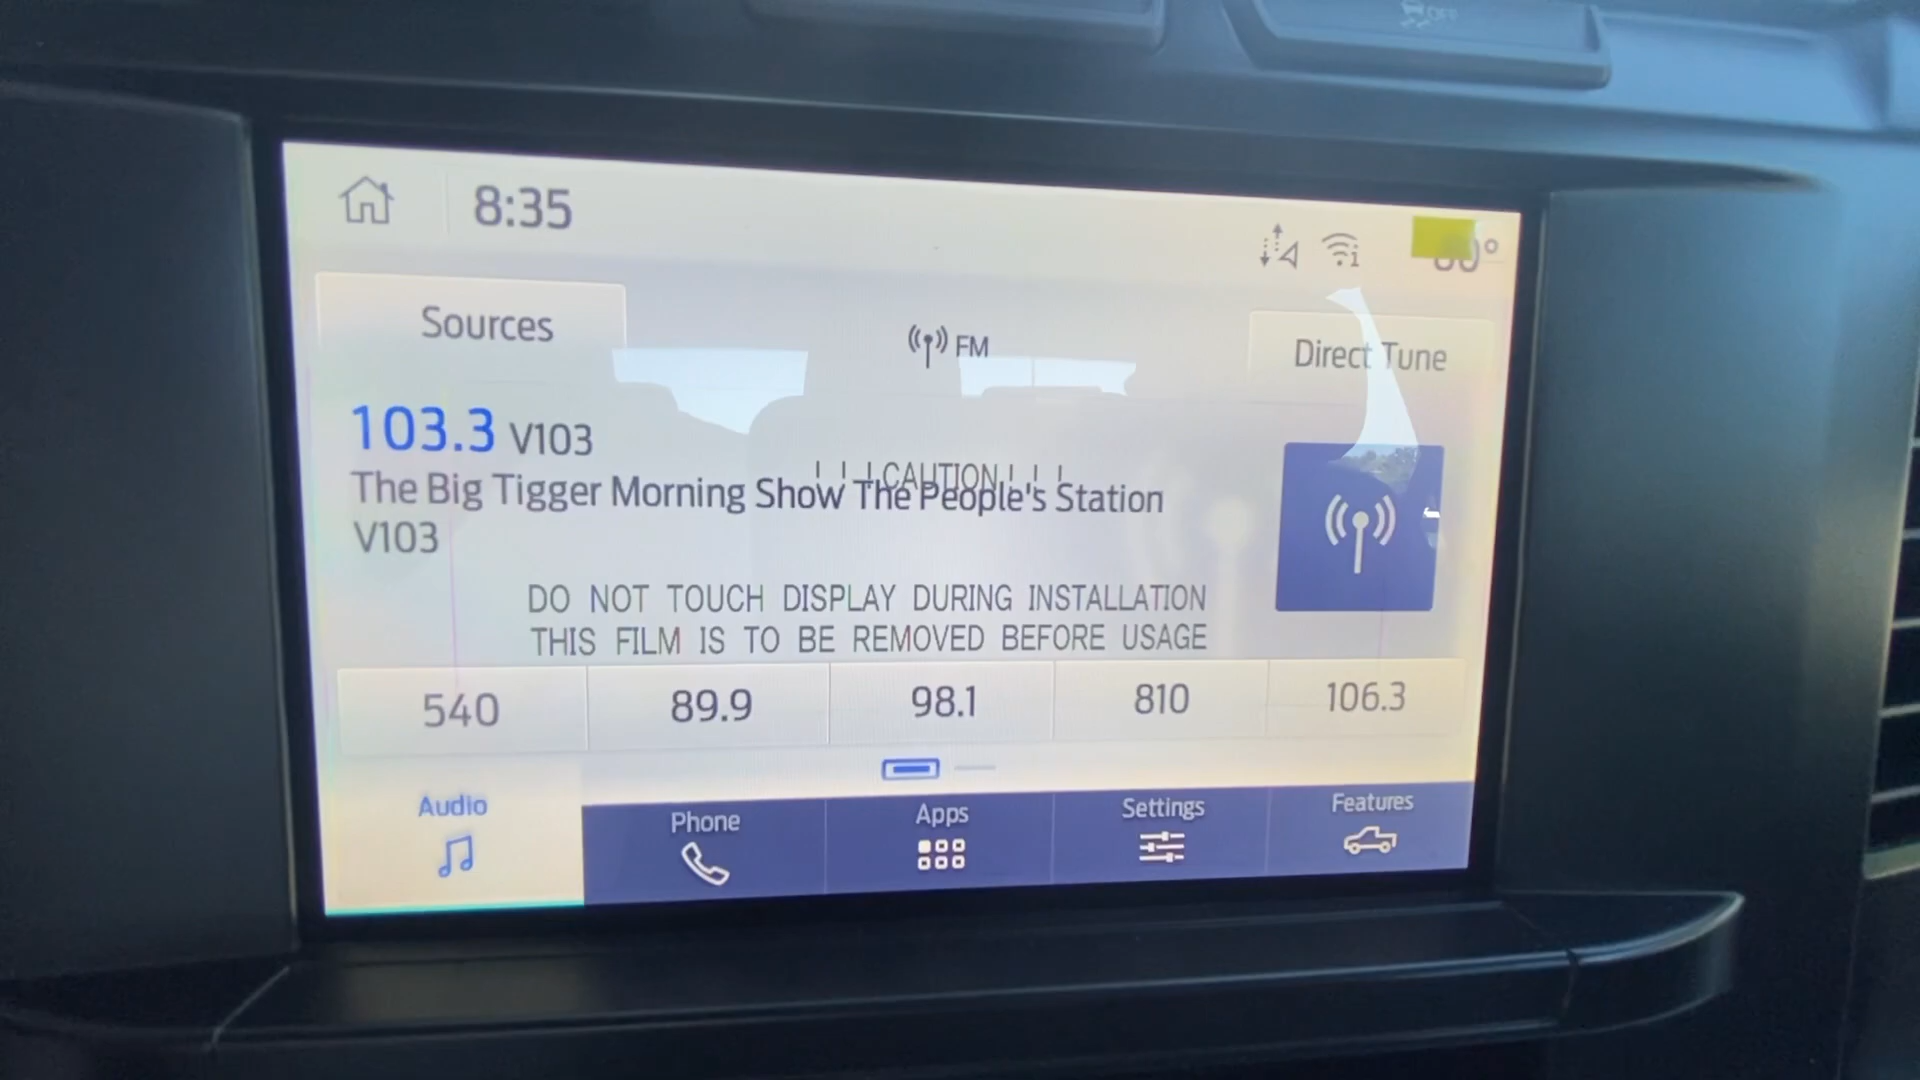 OFF
8:35
Sources
FM
Direct Tune
103.3 V103
!!!CAUTION!!!
The Big Tigger Morning Show The People's Station
V103
DO NOT TOUCH DISPLAY DURING INSTALLATION
THIS FILM IS TO BE REMOVED BEFORE USAGE
540 89.9 98.1 810 106.3
Audio Phone Apps Settings Features